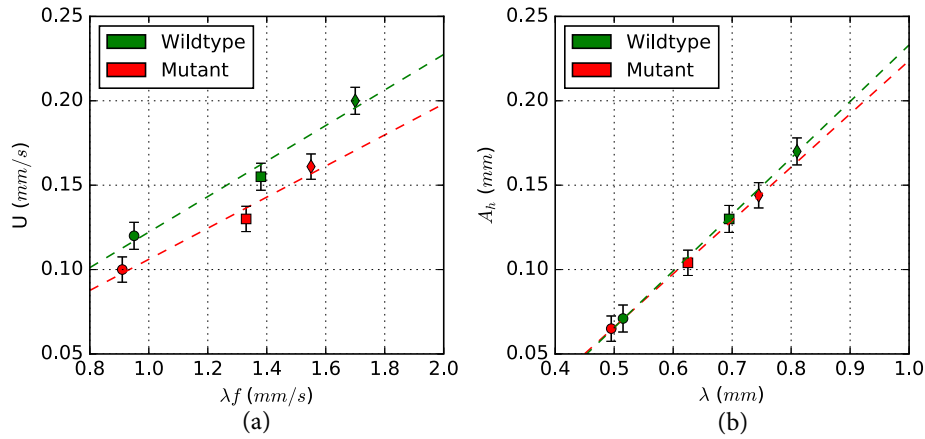 Wildtype
Mutant
U (mm/s)
0.25
0.20
0.15
0.10
0.05
0.8 1.0 1.2 1.4 1.6 1.8 2.0
λf (mm/s)
(a)
Wildtype
Mutant
A_h (mm)
0.25
0.20
0.15
0.10
0.05
0.4 0.5 0.6 0.7 0.8 0.9 1.0
λ (mm)
(b)